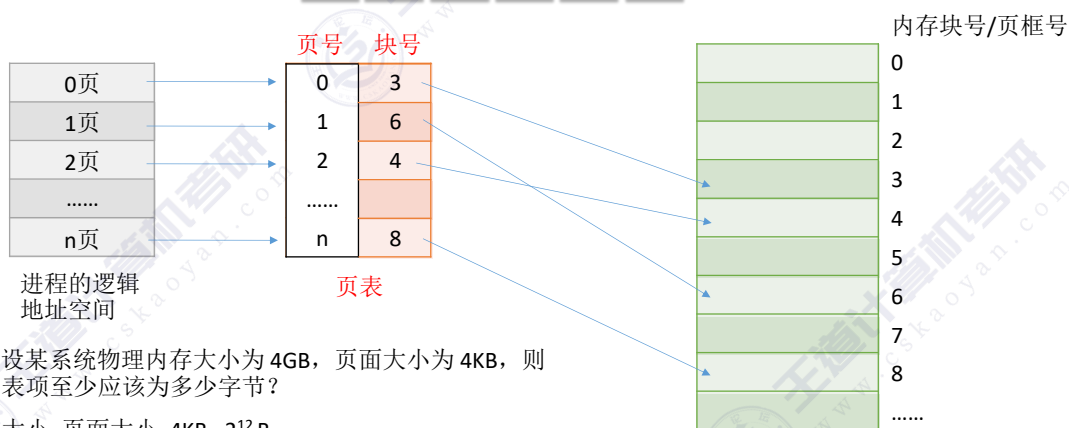 内存块号/页框号
页号 块号
0页 0 3 0
1页 1 6 1
2页 2 4 2
…… …… 3
n页 n 8 4
5
6
7
8
……
进程的逻辑
地址空间
页表
设某系统物理内存大小为 4GB，页面大小为 4KB，则
表项至少应该为多少字节？